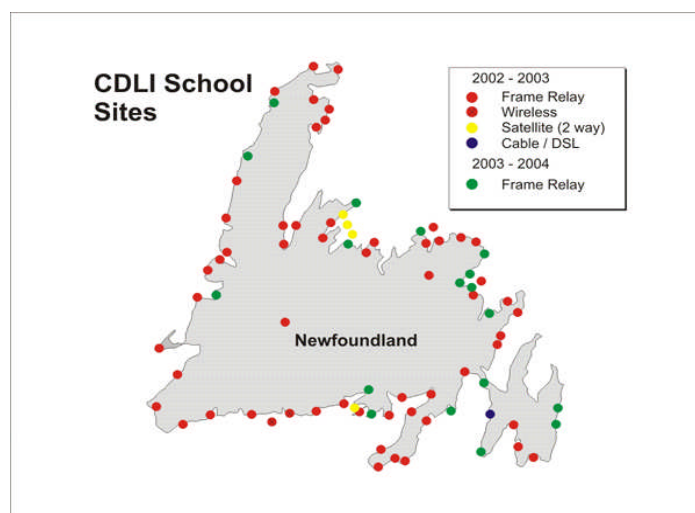 CDLI School
Sites
2002 - 2003
Frame Relay
Wireless
Satellite (2 way)
Cable / DSL
2003 - 2004
Frame Relay
Newfoundland